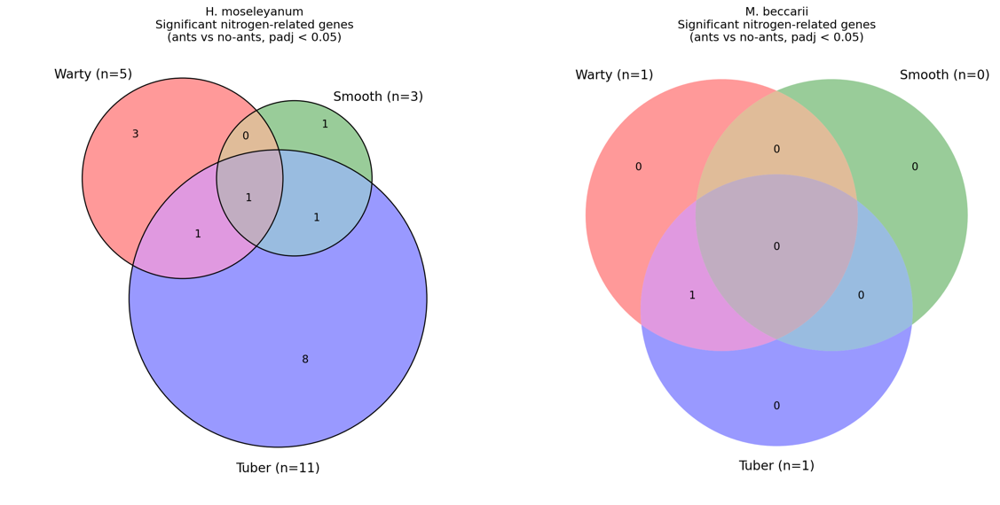 H. moseleyanum
Significant nitrogen-related genes
(ants vs no-ants, padj < 0.05)
Warty (n=5)
Smooth (n=3)
3
0
1
1
1
1
8
Tuber (n=11)
M. beccarii
Significant nitrogen-related genes
(ants vs no-ants, padj < 0.05)
Warty (n=1)
Smooth (n=0)
0
0
0
0
1
0
0
Tuber (n=1)